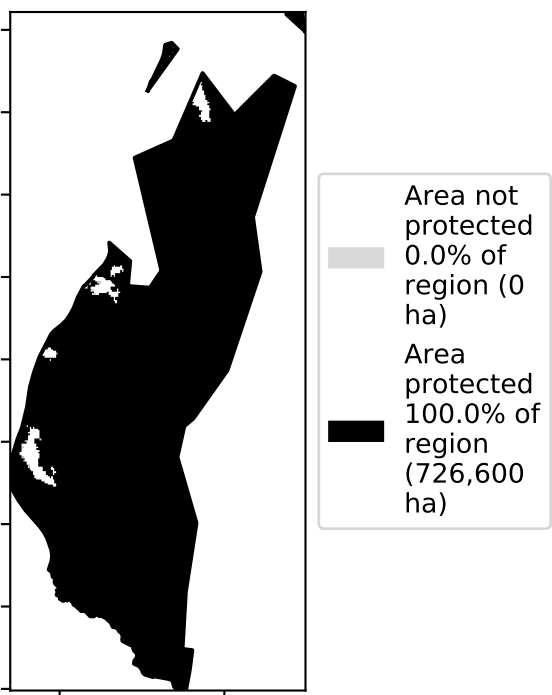 Area not
protected
0.0% of
region (0
ha)
Area
protected
100.0% of
region
(726,600
ha)